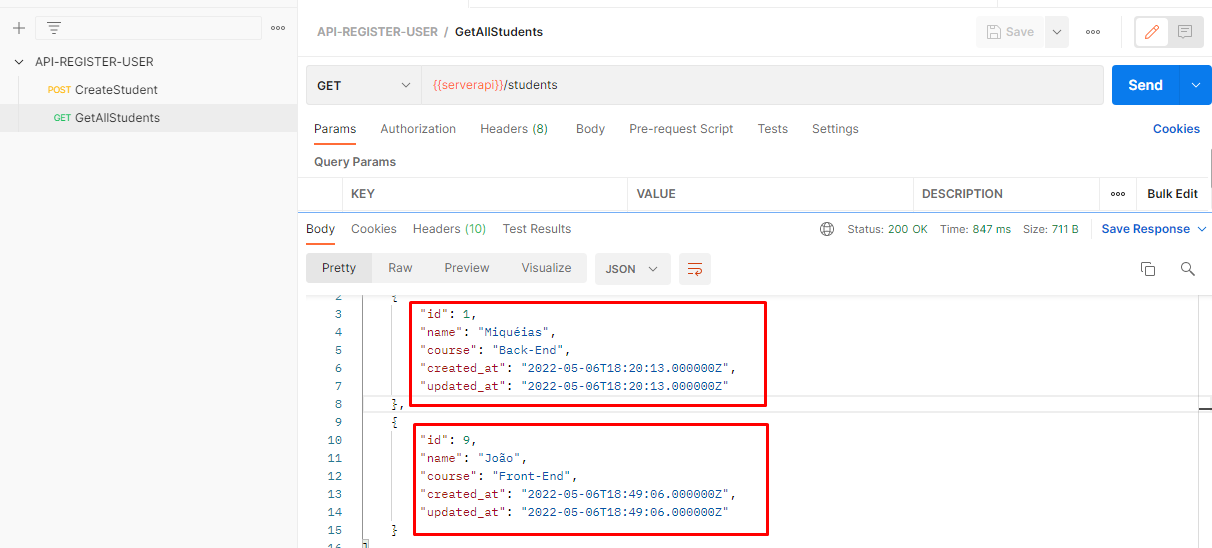 API-REGISTER-USER / GetAllStudents
Save
API-REGISTER-USER
POST CreateStudent
GET GetAllStudents
GET
{{serverapi}}/students
Send
Params Authorization Headers (8) Body Pre-request Script Tests Settings
Cookies
Query Params
KEY VALUE DESCRIPTION
Bulk Edit
Body Cookies Headers (10) Test Results
Status: 200 OK Time: 847 ms Size: 711 B
Save Response
Pretty Raw Preview Visualize JSON
2 {
3 "id": 1,
4 "name": "Miquéias",
5 "course": "Back-End",
6 "created_at": "2022-05-06T18:20:13.000000Z",
7 "updated_at": "2022-05-06T18:20:13.000000Z"
8 },
9 {
10 "id": 9,
11 "name": "João",
12 "course": "Front-End",
13 "created_at": "2022-05-06T18:49:06.000000Z",
14 "updated_at": "2022-05-06T18:49:06.000000Z"
15 }
16 ]